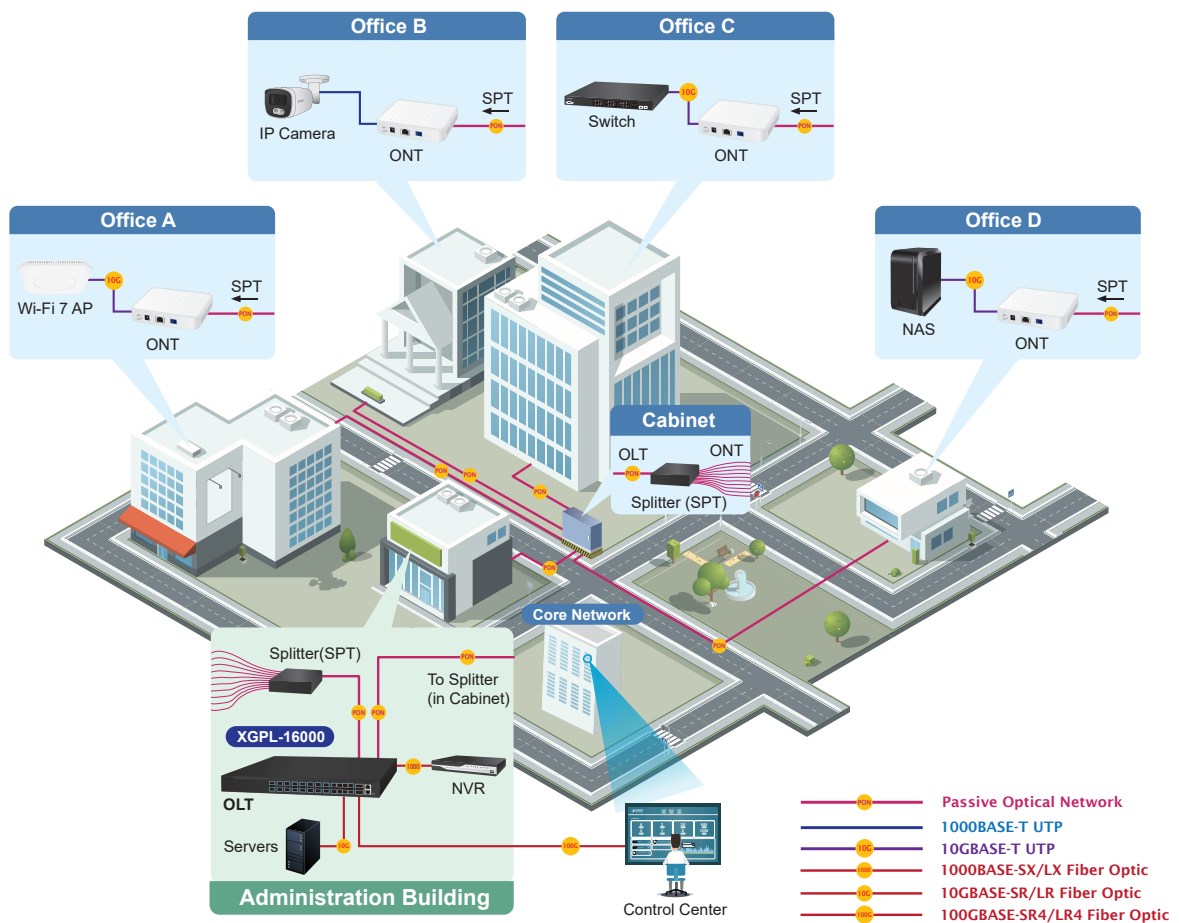 Office B
IP Camera
ONT
SPT
PON
Office C
Switch
10G
ONT
SPT
PON
Office A
Wi-Fi 7 AP
10G
ONT
SPT
PON
Office D
NAS
10G
ONT
SPT
PON
Cabinet
OLT
ONT
PON
Splitter (SPT)
PON
PON
PON
PON
PON
Core Network
Splitter(SPT)
PON
To Splitter
(in Cabinet)
PON
PON
XGPL-16000
OLT
1000
NVR
Servers
10G
100G
Administration Building
Control Center
PON
Passive Optical Network
1000BASE-T UTP
10G
10GBASE-T UTP
1000
1000BASE-SX/LX Fiber Optic
10G
10GBASE-SR/LR Fiber Optic
100G
100GBASE-SR4/LR4 Fiber Optic